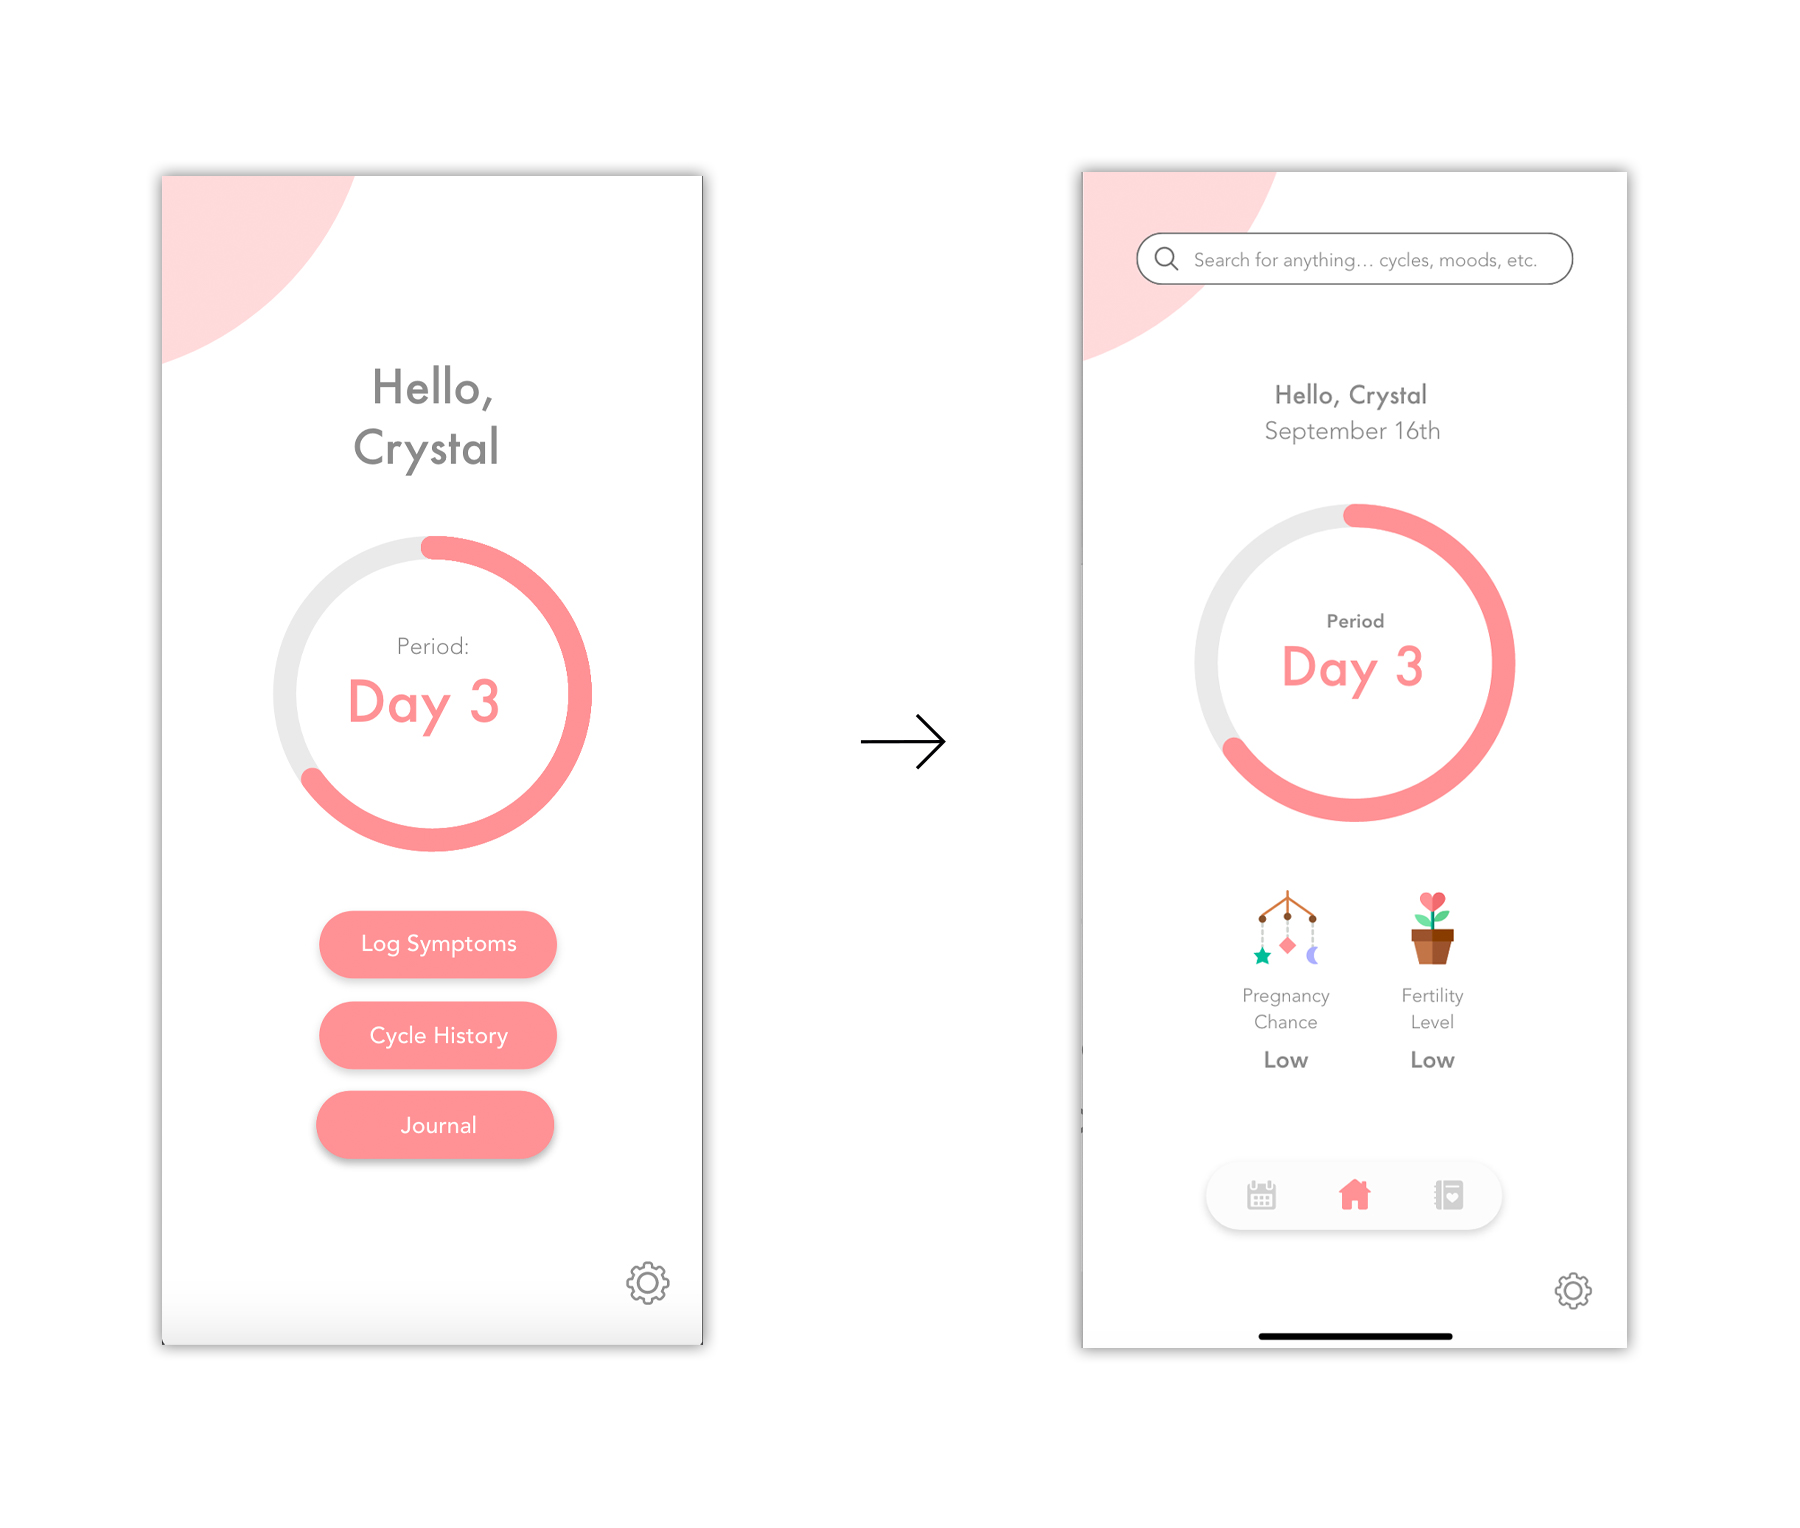 Hello,
Crystal
Period:
Day 3
Log Symptoms
Cycle History
Journal
Search for anything... cycles, moods, etc.
Hello, Crystal
September 16th
Period
Day 3
Pregnancy
Chance
Low
Fertility
Level
Low